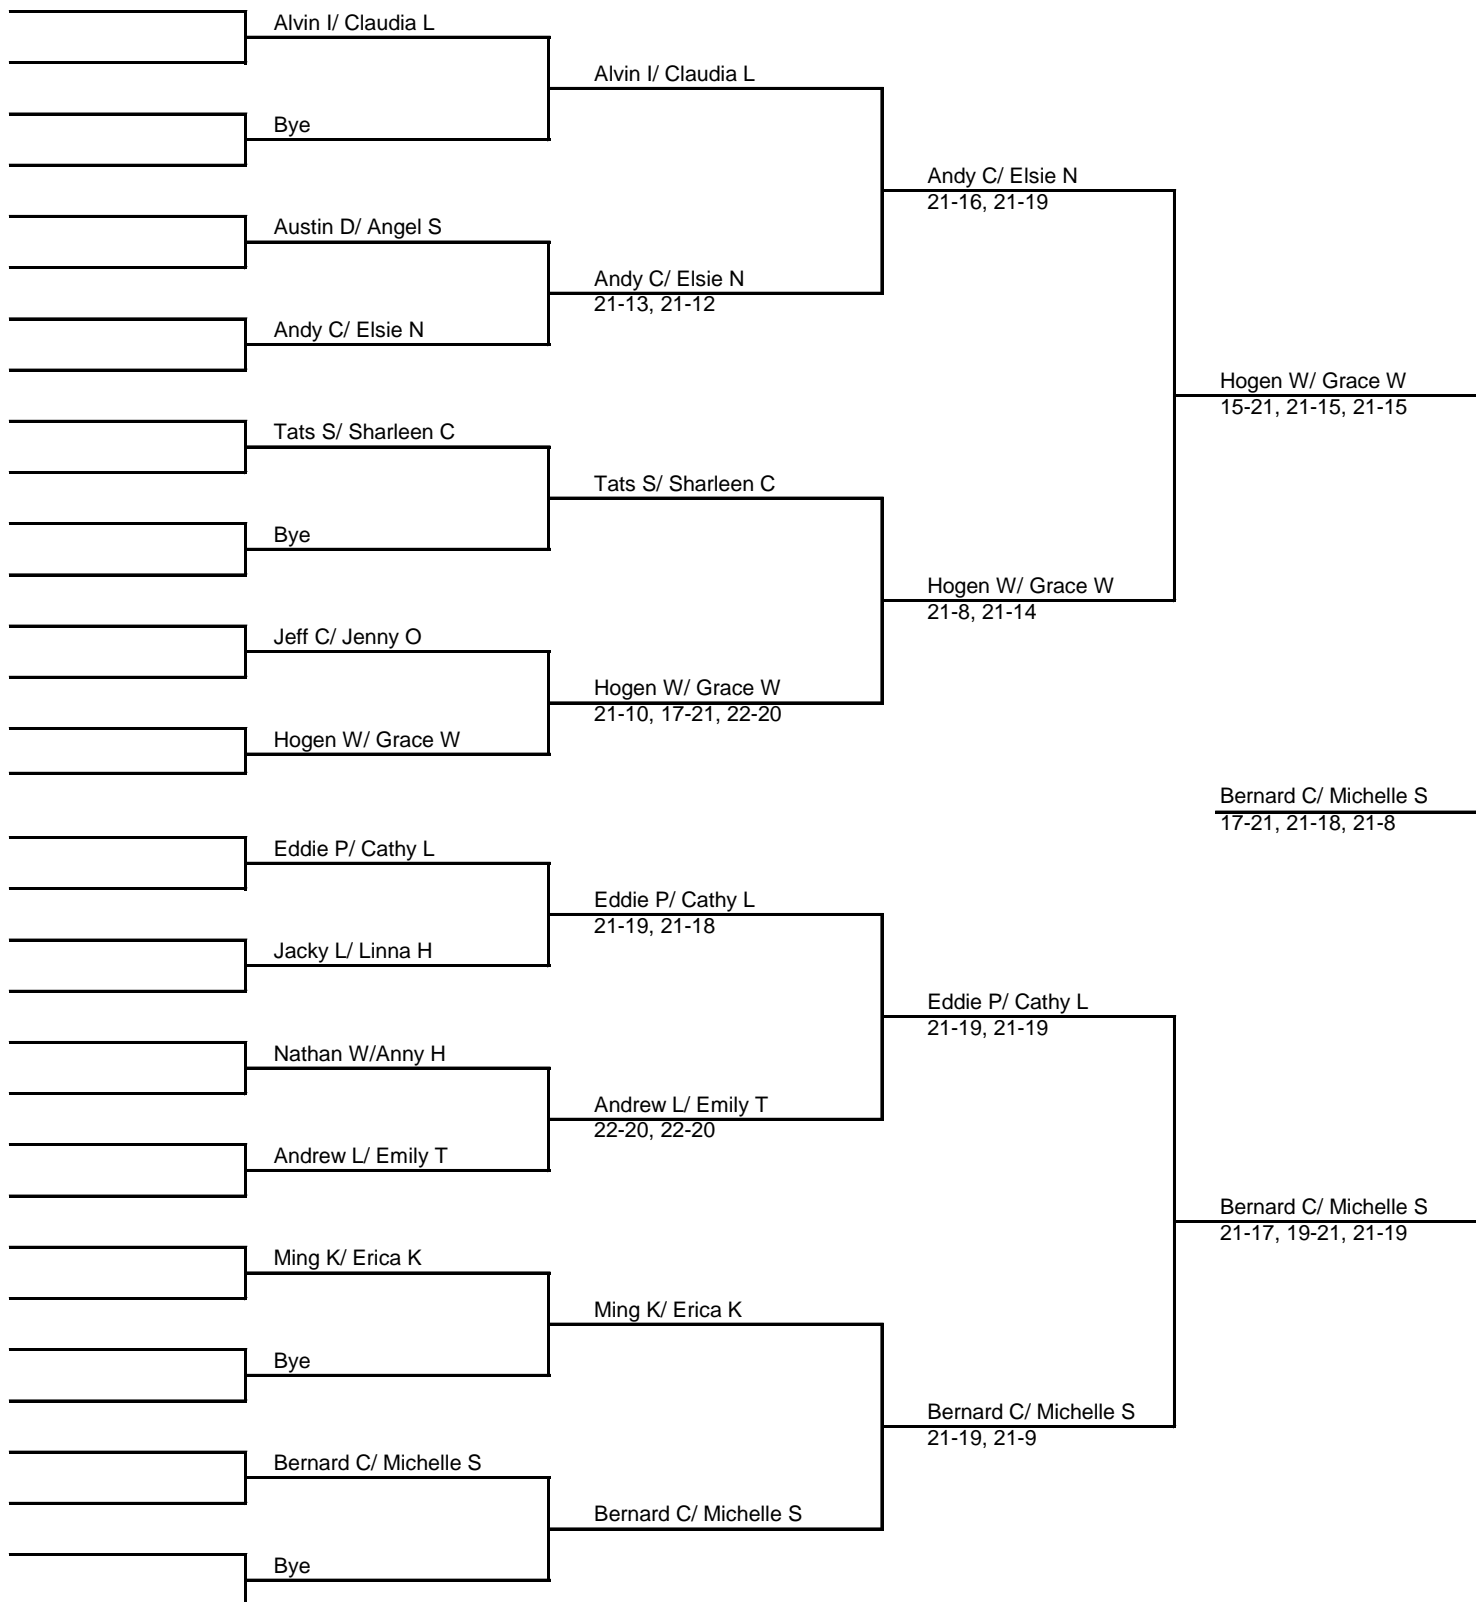 Alvin I/ Claudia L
Alvin I/ Claudia L
Bye
Andy C/ Elsie N
21-16, 21-19
Austin D/ Angel S
Andy C/ Elsie N
21-13, 21-12
Andy C/ Elsie N
Hogen W/ Grace W
15-21, 21-15, 21-15
Tats S/ Sharleen C
Tats S/ Sharleen C
Bye
Hogen W/ Grace W
21-8, 21-14
Jeff C/ Jenny O
Hogen W/ Grace W
21-10, 17-21, 22-20
Hogen W/ Grace W
Bernard C/ Michelle S
17-21, 21-18, 21-8
Eddie P/ Cathy L
Eddie P/ Cathy L
21-19, 21-18
Jacky L/ Linna H
Eddie P/ Cathy L
21-19, 21-19
Nathan W/Anny H
Andrew L/ Emily T
22-20, 22-20
Andrew L/ Emily T
Bernard C/ Michelle S
21-17, 19-21, 21-19
Ming K/ Erica K
Ming K/ Erica K
Bye
Bernard C/ Michelle S
21-19, 21-9
Bernard C/ Michelle S
Bernard C/ Michelle S
Bye